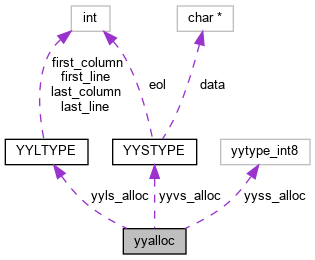 int
char *
first_column
first_line
last_column
last_line
eol
data
YYLTYPE
YYSTYPE
yytype_int8
yyls_alloc
yyvs_alloc
yyss_alloc
yyalloc